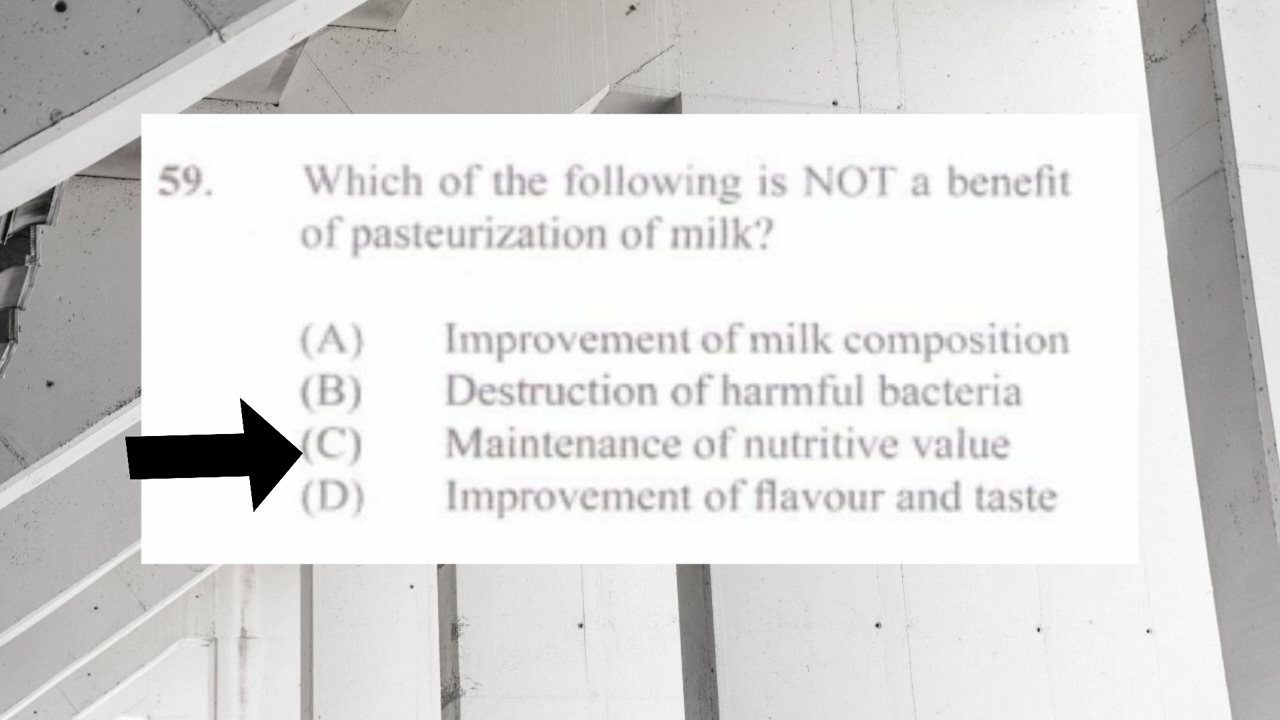 59. Which of the following is NOT a benefit
of pasteurization of milk?
(A) Improvement of milk composition
(B) Destruction of harmful bacteria
(C) Maintenance of nutritive value
(D) Improvement of flavour and taste